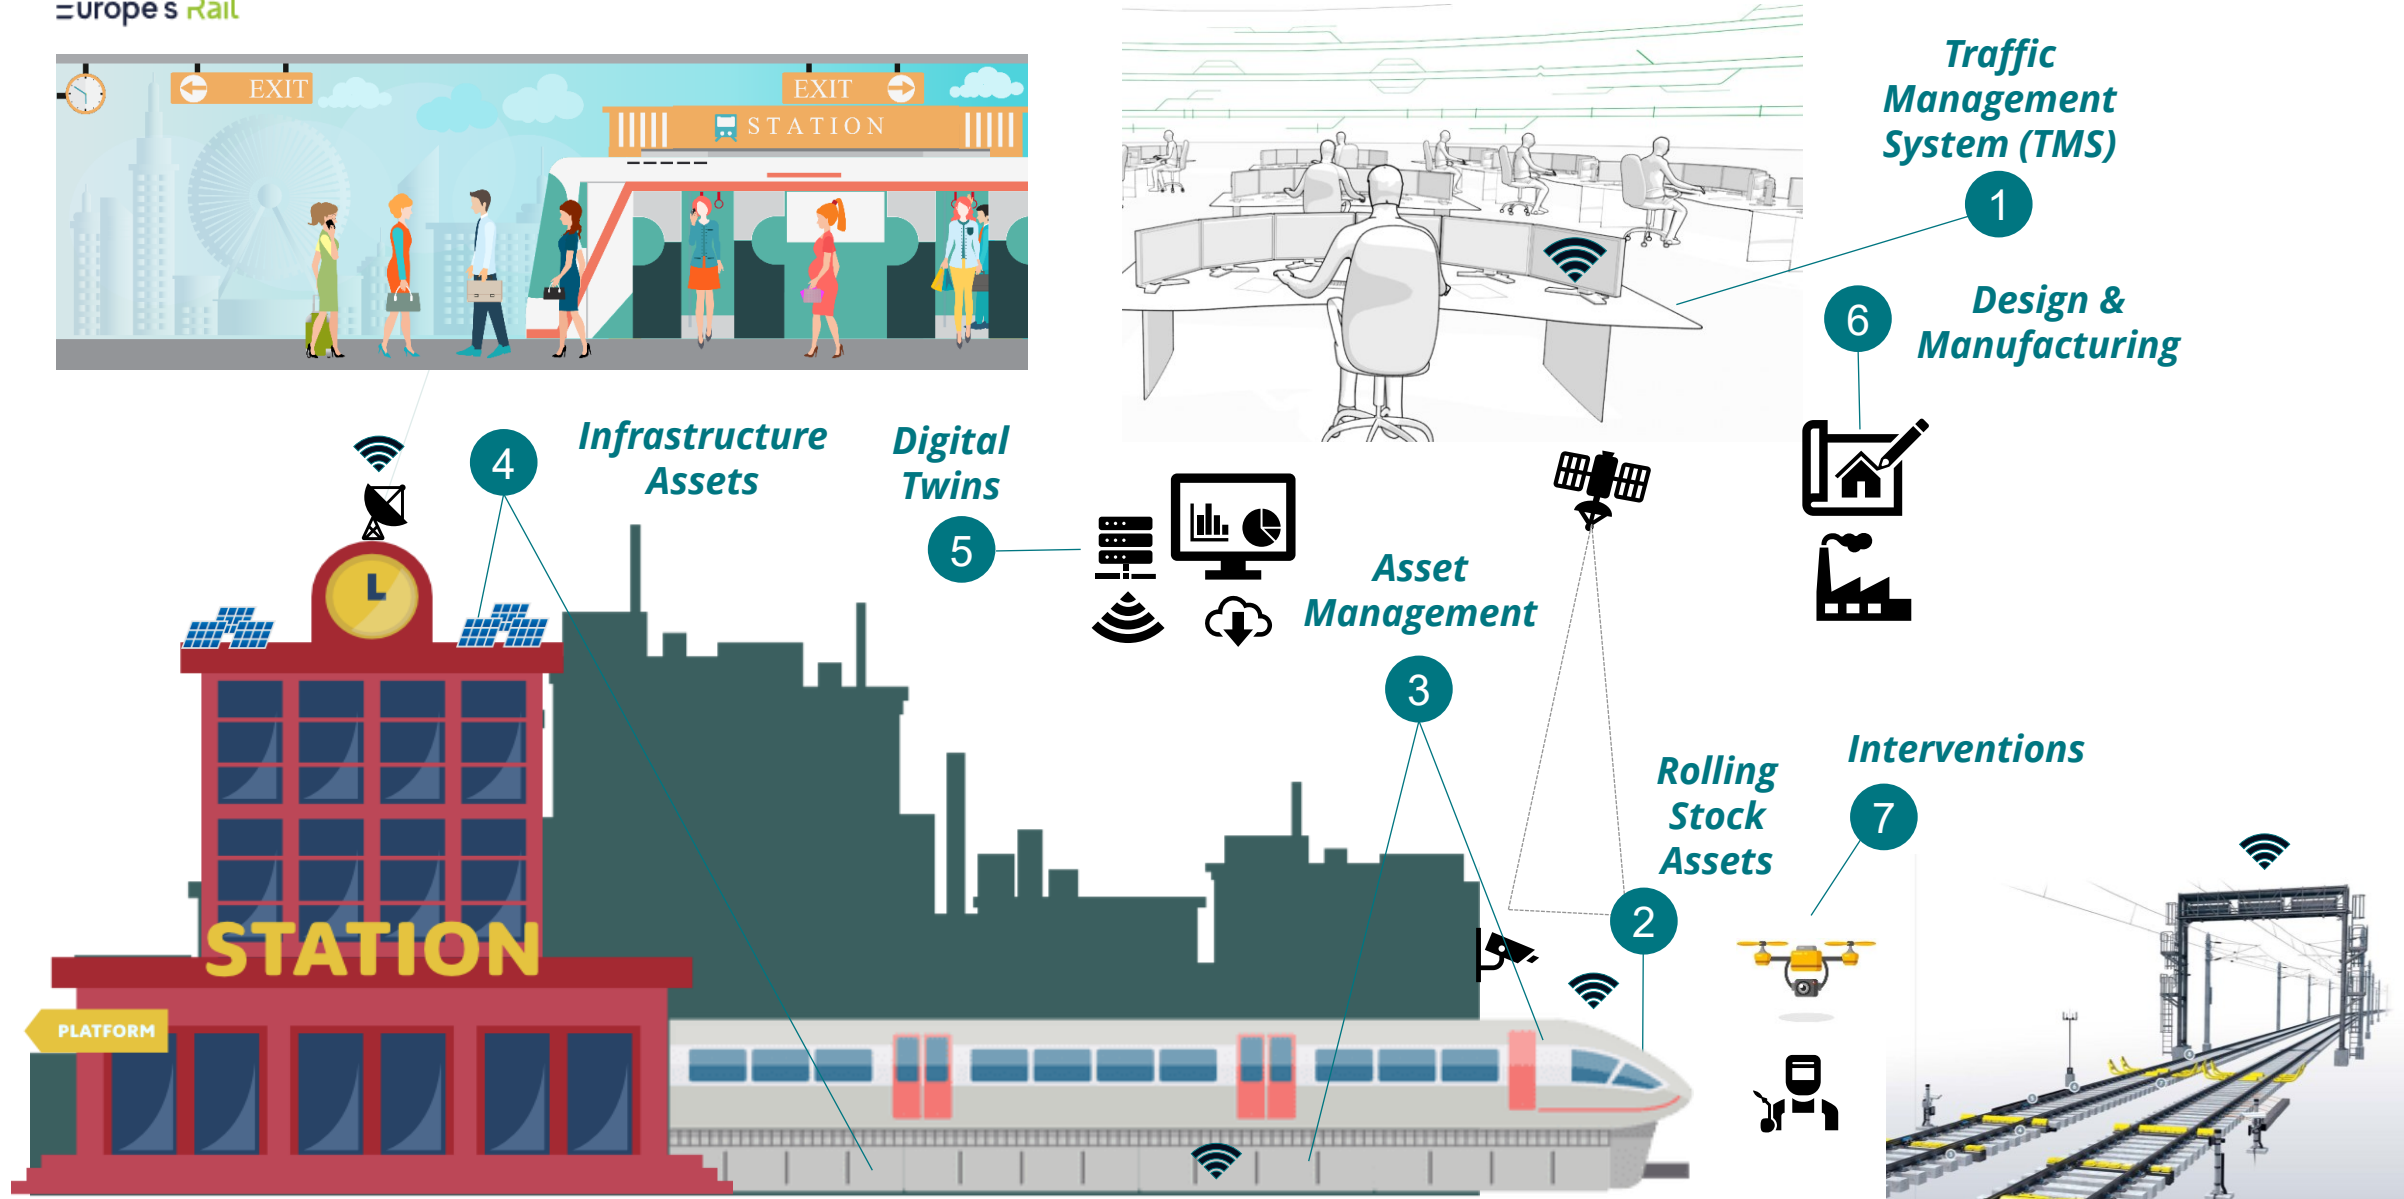 Europe's Rail
EXIT
EXIT
STATION
Traffic
Management
System (TMS)
1
6
Design &
Manufacturing
4
Infrastructure
Assets
Digital
Twins
5
Asset
Management
3
Rolling
Stock
Assets
2
Interventions
7
STATION
PLATFORM